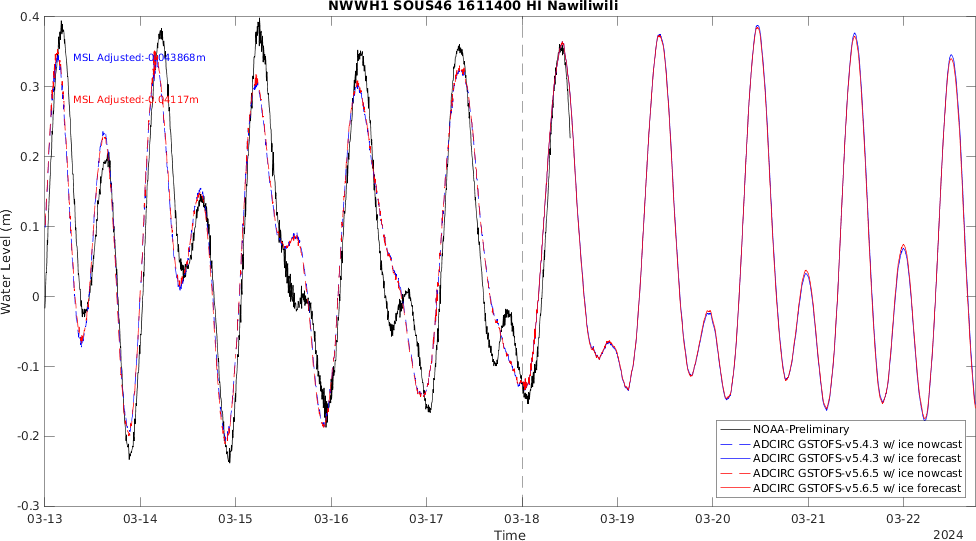 NWWH1 SOUS46 1611400 HI Nawiliwili
0.4
0.3
0.2
0.1
0
-0.1
-0.2
-0.3
Water Level (m)
MSL Adjusted:-0.043868m
MSL Adjusted:-0.04117m
NOAA-Preliminary
ADCIRC GSTOFS-v5.4.3 w/ ice nowcast
ADCIRC GSTOFS-v5.4.3 w/ ice forecast
ADCIRC GSTOFS-v5.6.5 w/ ice nowcast
ADCIRC GSTOFS-v5.6.5 w/ ice forecast
03-13 03-14 03-15 03-16 03-17 03-18 03-19 03-20 03-21 03-22
Time
2024